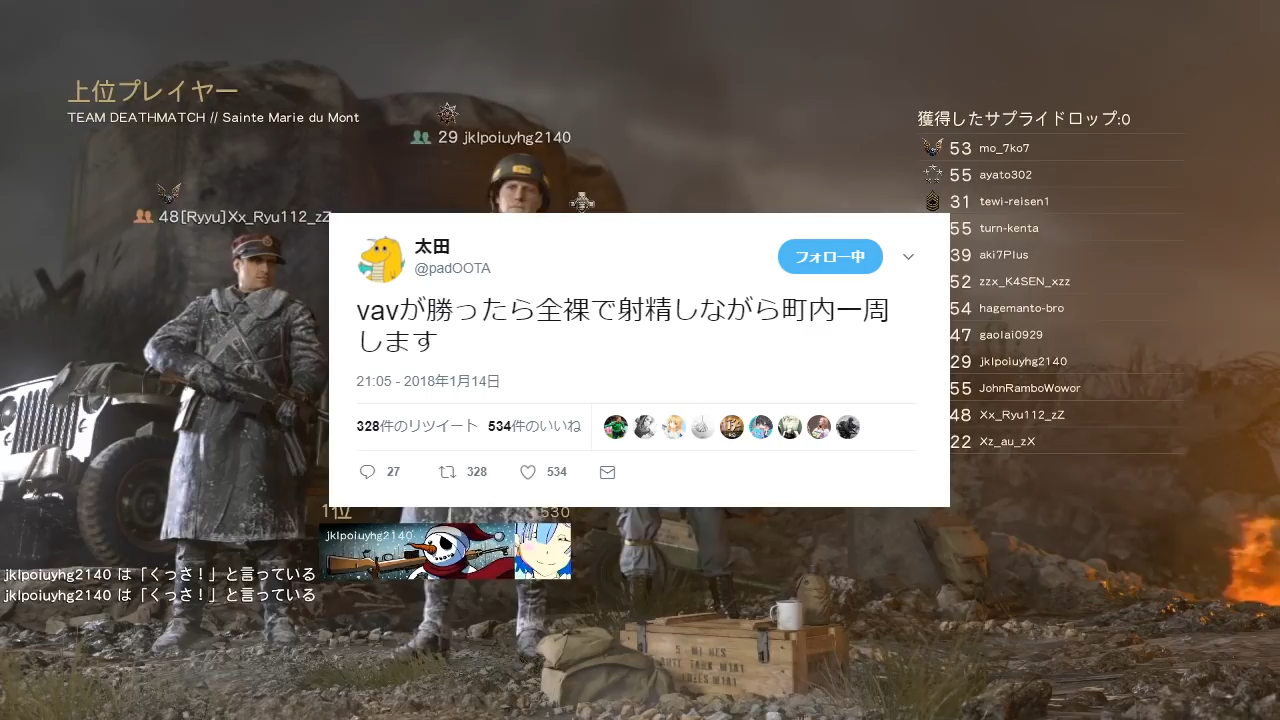 上位プレイヤー
TEAM DEATHMATCH // Sainte Marie du Mont
29 jklpoiuyhg2140
48 [Ryyu]Xx_Ryu112_zZ
獲得したサプライドロップ:0
53 mo_7ko7
55 ayato302
31 tewi-reisen1
55 turn-kenta
39 aki7Plus
52 zzx_K4SEN_xzz
54 hagemanto-bro
47 gaolai0929
29 jklpoiuyhg2140
55 JohnRamboWowor
48 Xx_Ryu112_zZ
22 Xz_au_zX
太田
@padOOTA
フォロー中
vavが勝ったら全裸で射精しながら町内一周
します
21:05 - 2018年1月14日
328件のリツイート 534件のいいね
27 328 534
1位 530
jklpoiuyhg2140
jklpoiuyhg2140 は「くっさ！」と言っている
jklpoiuyhg2140 は「くっさ！」と言っている